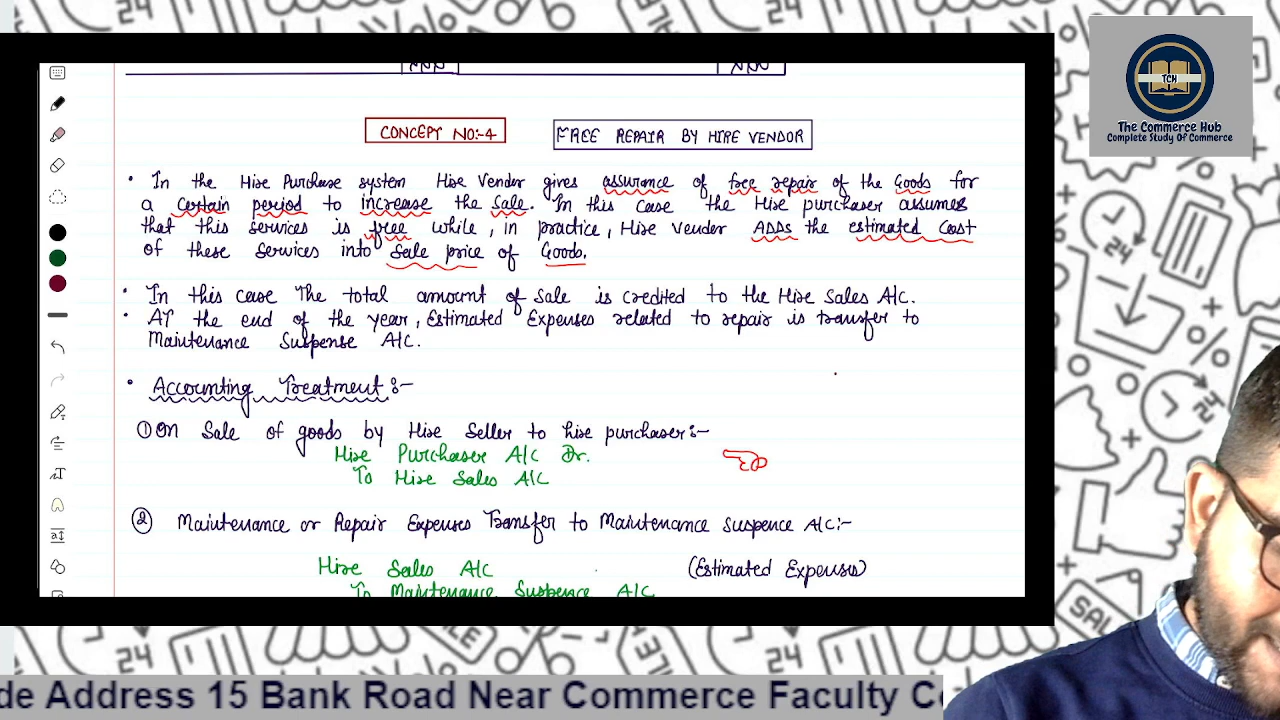 TCH
The Commerce Hub
Complete Study Of Commerce
CONCEPT NO:-4
FREE REPAIR BY HIRE VENDOR
• In the Hire Purchase system Hire Vendor gives assurance of free repair of the Goods for
a Certain period to increase the Sale. In this case the Hire purchaser assumes
that this services is free while, in practice, Hire Vender ADDs the estimated Cost
of these Services into Sale price of Goods.
• In this case The total amount of Sale is credited to the Hire Sales A/C.
• AT the end of the year, Estimated Expenses related to repair is transfer to
Maintenance Suspense A/C.
• Accounting Treatment:-
① On Sale of goods by Hire Seller to hire purchaser:-
Hire Purchaser A/C Dr.
To Hire Sales A/C
② Maintenance or Repair Expenses Transfer to Maintenance Suspence A/C:-
Hire Sales A/C (Estimated Expenses)
To Maintenance Suspence A/C
de Address 15 Bank Road Near Commerce Faculty